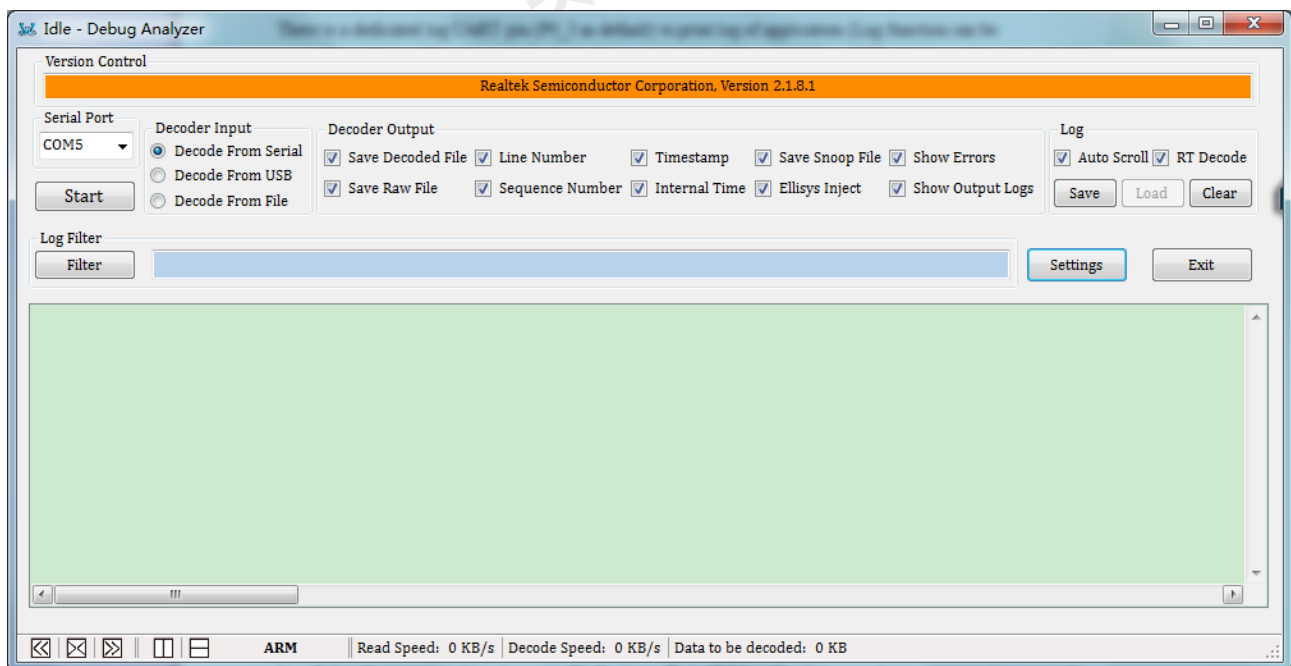 Idle - Debug Analyzer
Version Control
Realtek Semiconductor Corporation, Version 2.1.8.1
Serial Port
COM5
Start
Decoder Input
Decode From Serial
Decode From USB
Decode From File
Decoder Output
Save Decoded File Line Number Timestamp Save Snoop File Show Errors
Save Raw File Sequence Number Internal Time Ellisys Inject Show Output Logs
Log
Auto Scroll RT Decode
Save Load Clear
Log Filter
Filter
Settings Exit
ARM Read Speed: 0 KB/s Decode Speed: 0 KB/s Data to be decoded: 0 KB